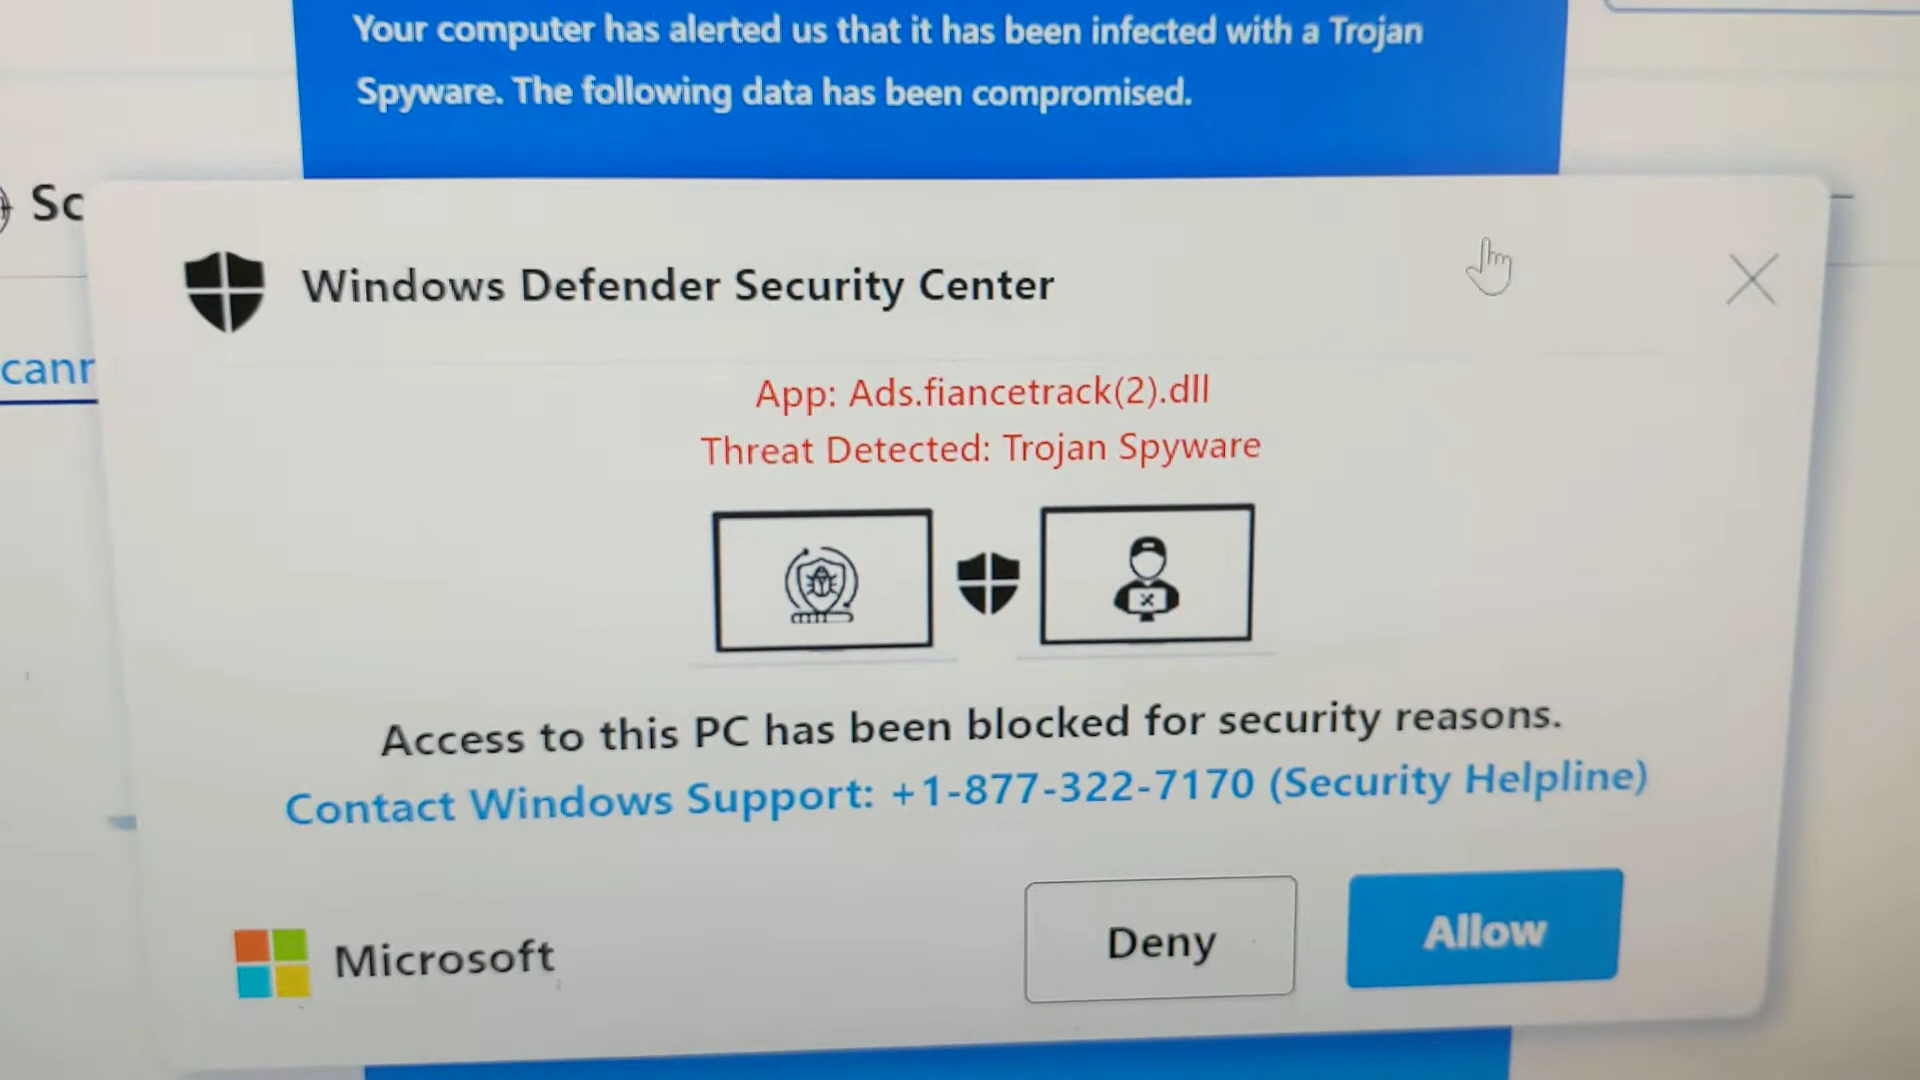 Your computer has alerted us that it has been infected with a Trojan
Spyware. The following data has been compromised.
Sc
Windows Defender Security Center
cann
App: Ads.fiancetrack(2).dll
Threat Detected: Trojan Spyware
Access to this PC has been blocked for security reasons.
Contact Windows Support: +1-877-322-7170 (Security Helpline)
Microsoft
Deny
Allow